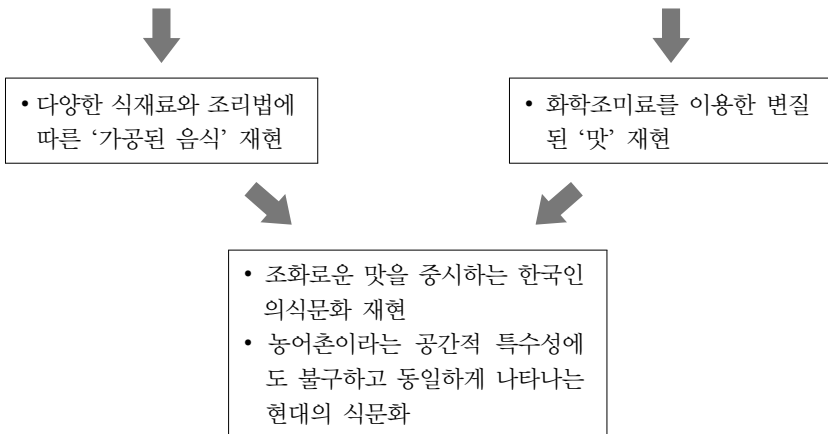 • 다양한 식재료와 조리법에
따른 ‘가공된 음식’ 재현
• 화학조미료를 이용한 변질
된 ‘맛’ 재현
• 조화로운 맛을 중시하는 한국인
의식문화 재현
• 농어촌이라는 공간적 특수성에
도 불구하고 동일하게 나타나는
현대의 식문화